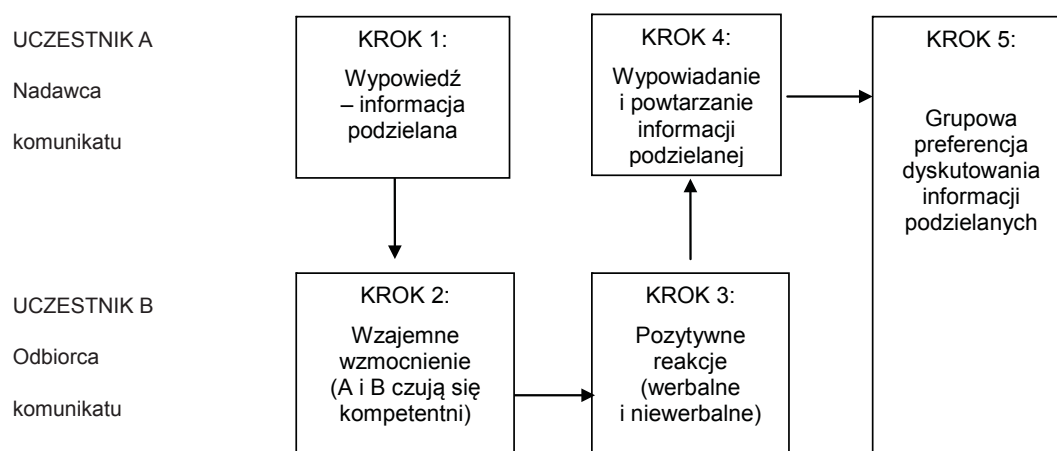 UCZESTNIK A
Nadawca
komunikatu
KROK 1:
Wypowiedź
– informacja
podzielana
KROK 4:
Wypowiadanie
i powtarzanie
informacji
podzielanej
KROK 5:
Grupowa
preferencja
dyskutowania
informacji
podzielanych
UCZESTNIK B
Odbiorca
komunikatu
KROK 2:
Wzajemne
wzmocnienie
(A i B czują się
kompetentni)
KROK 3:
Pozytywne
reakcje
(werbalne
i niewerbalne)